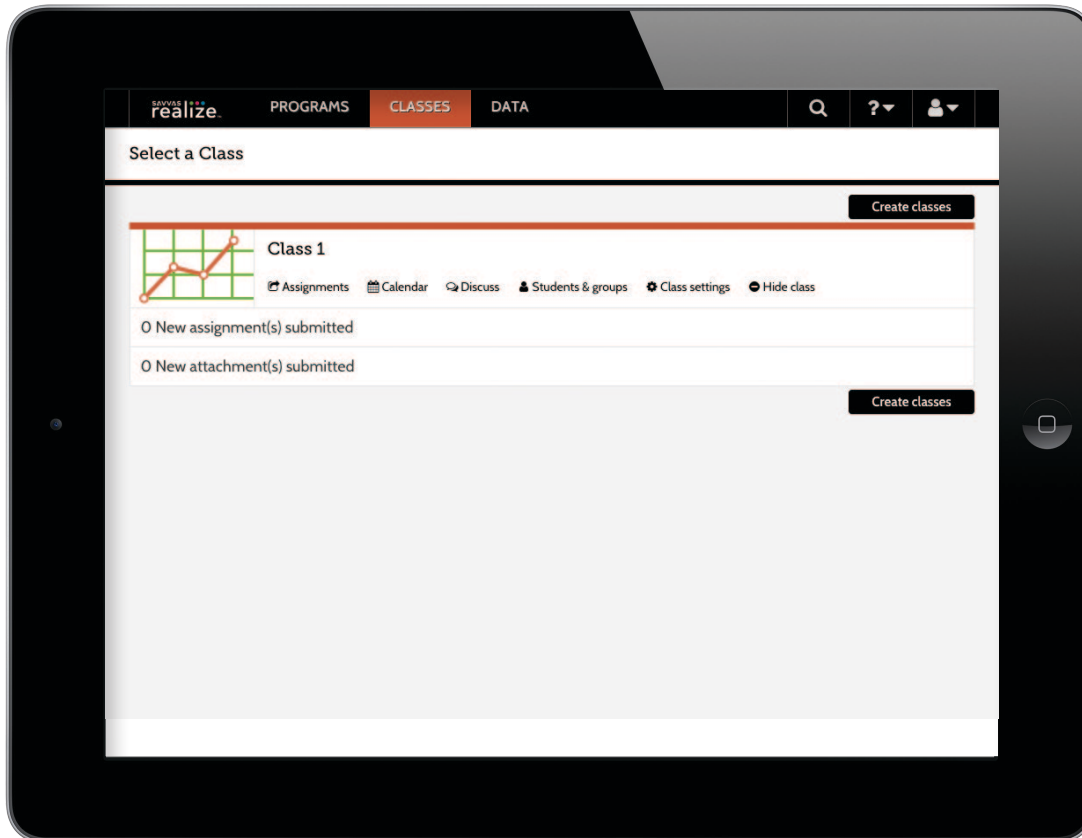 SAVVAS
realize™ PROGRAMS CLASSES DATA ?
Select a Class
Create classes
Class 1
Assignments Calendar Discuss Students & groups Class settings Hide class
0 New assignment(s) submitted
0 New attachment(s) submitted
Create classes